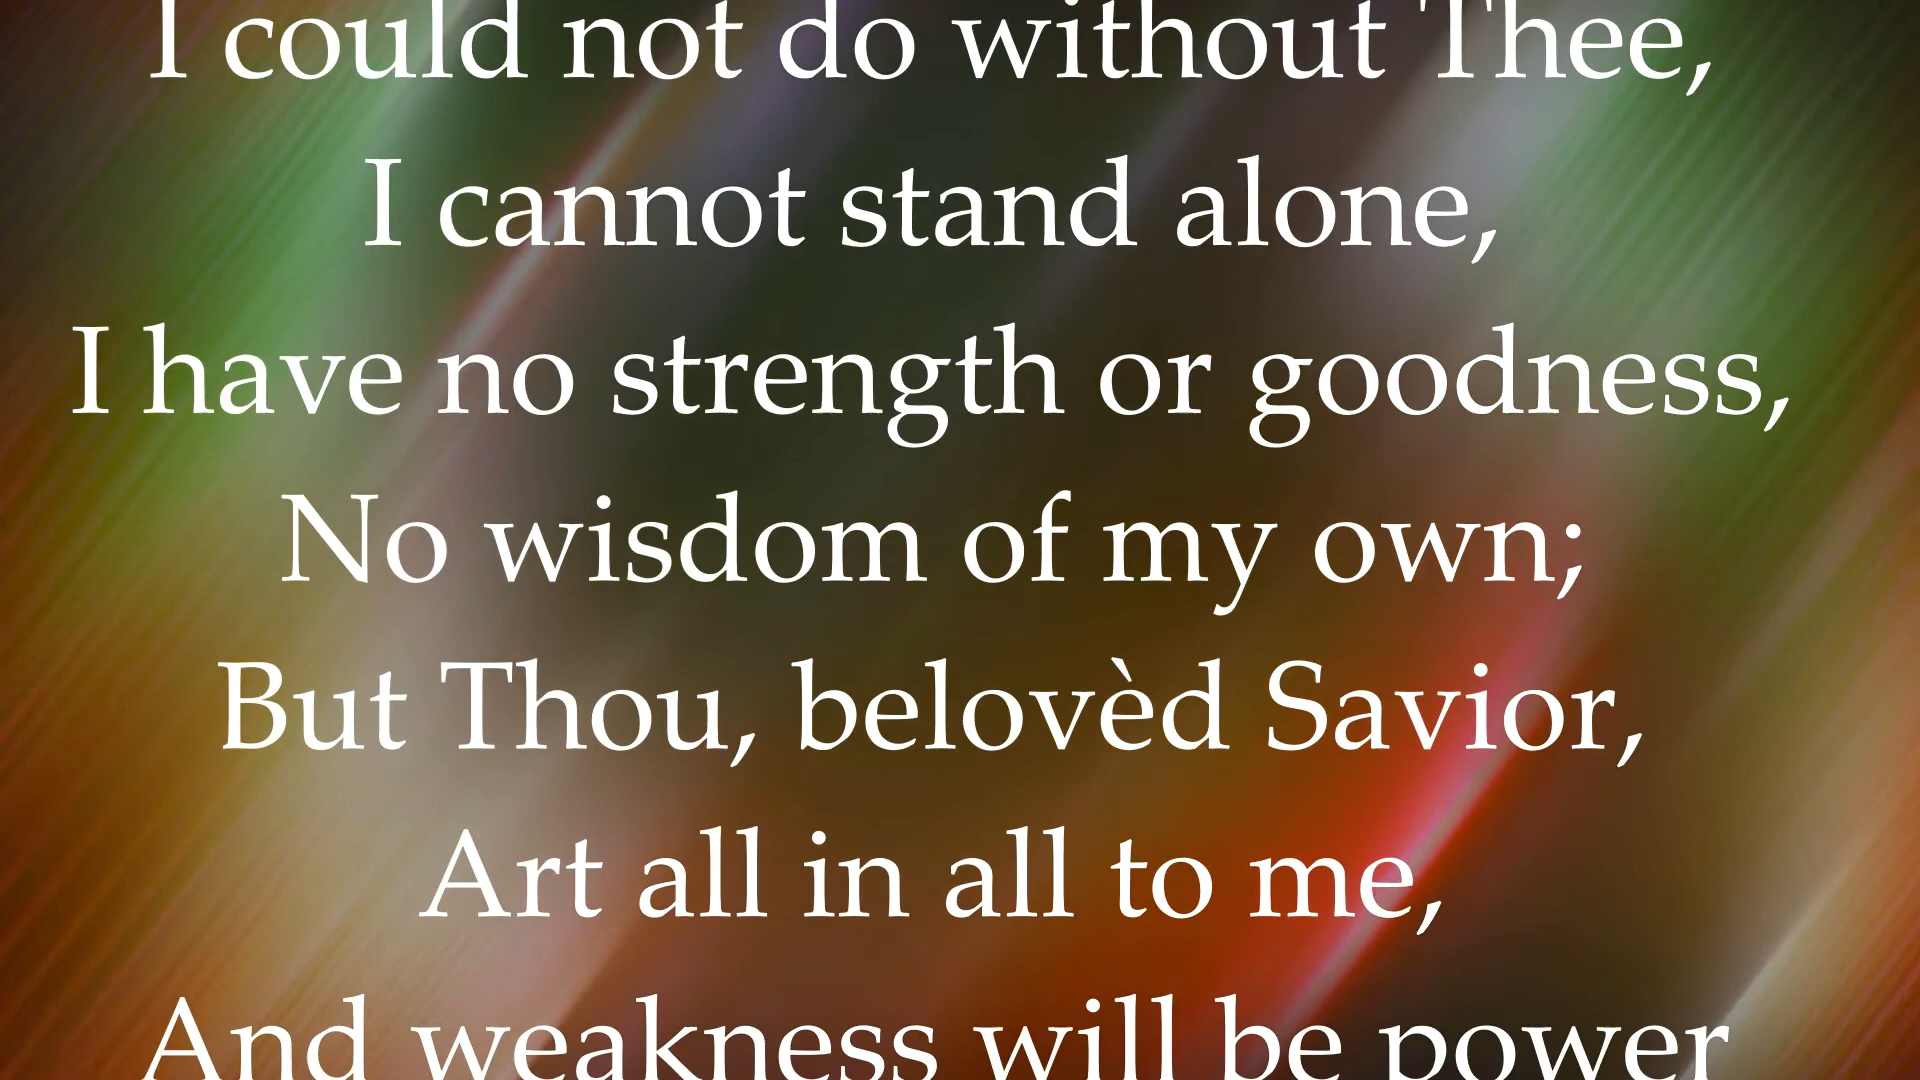 I could not do without Thee,
I cannot stand alone,
I have no strength or goodness,
No wisdom of my own;
But Thou, belovèd Savior,
Art all in all to me,
And weakness will be power